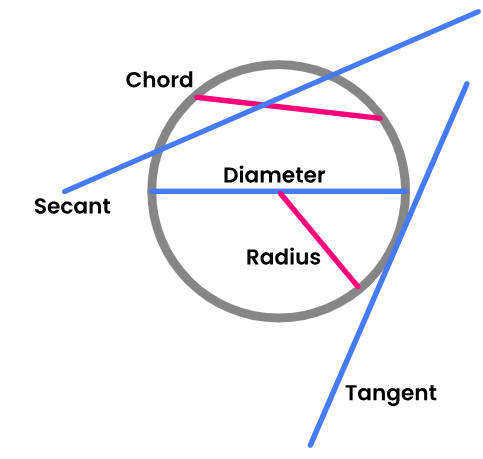 Chord
Diameter
Secant
Radius
Tangent